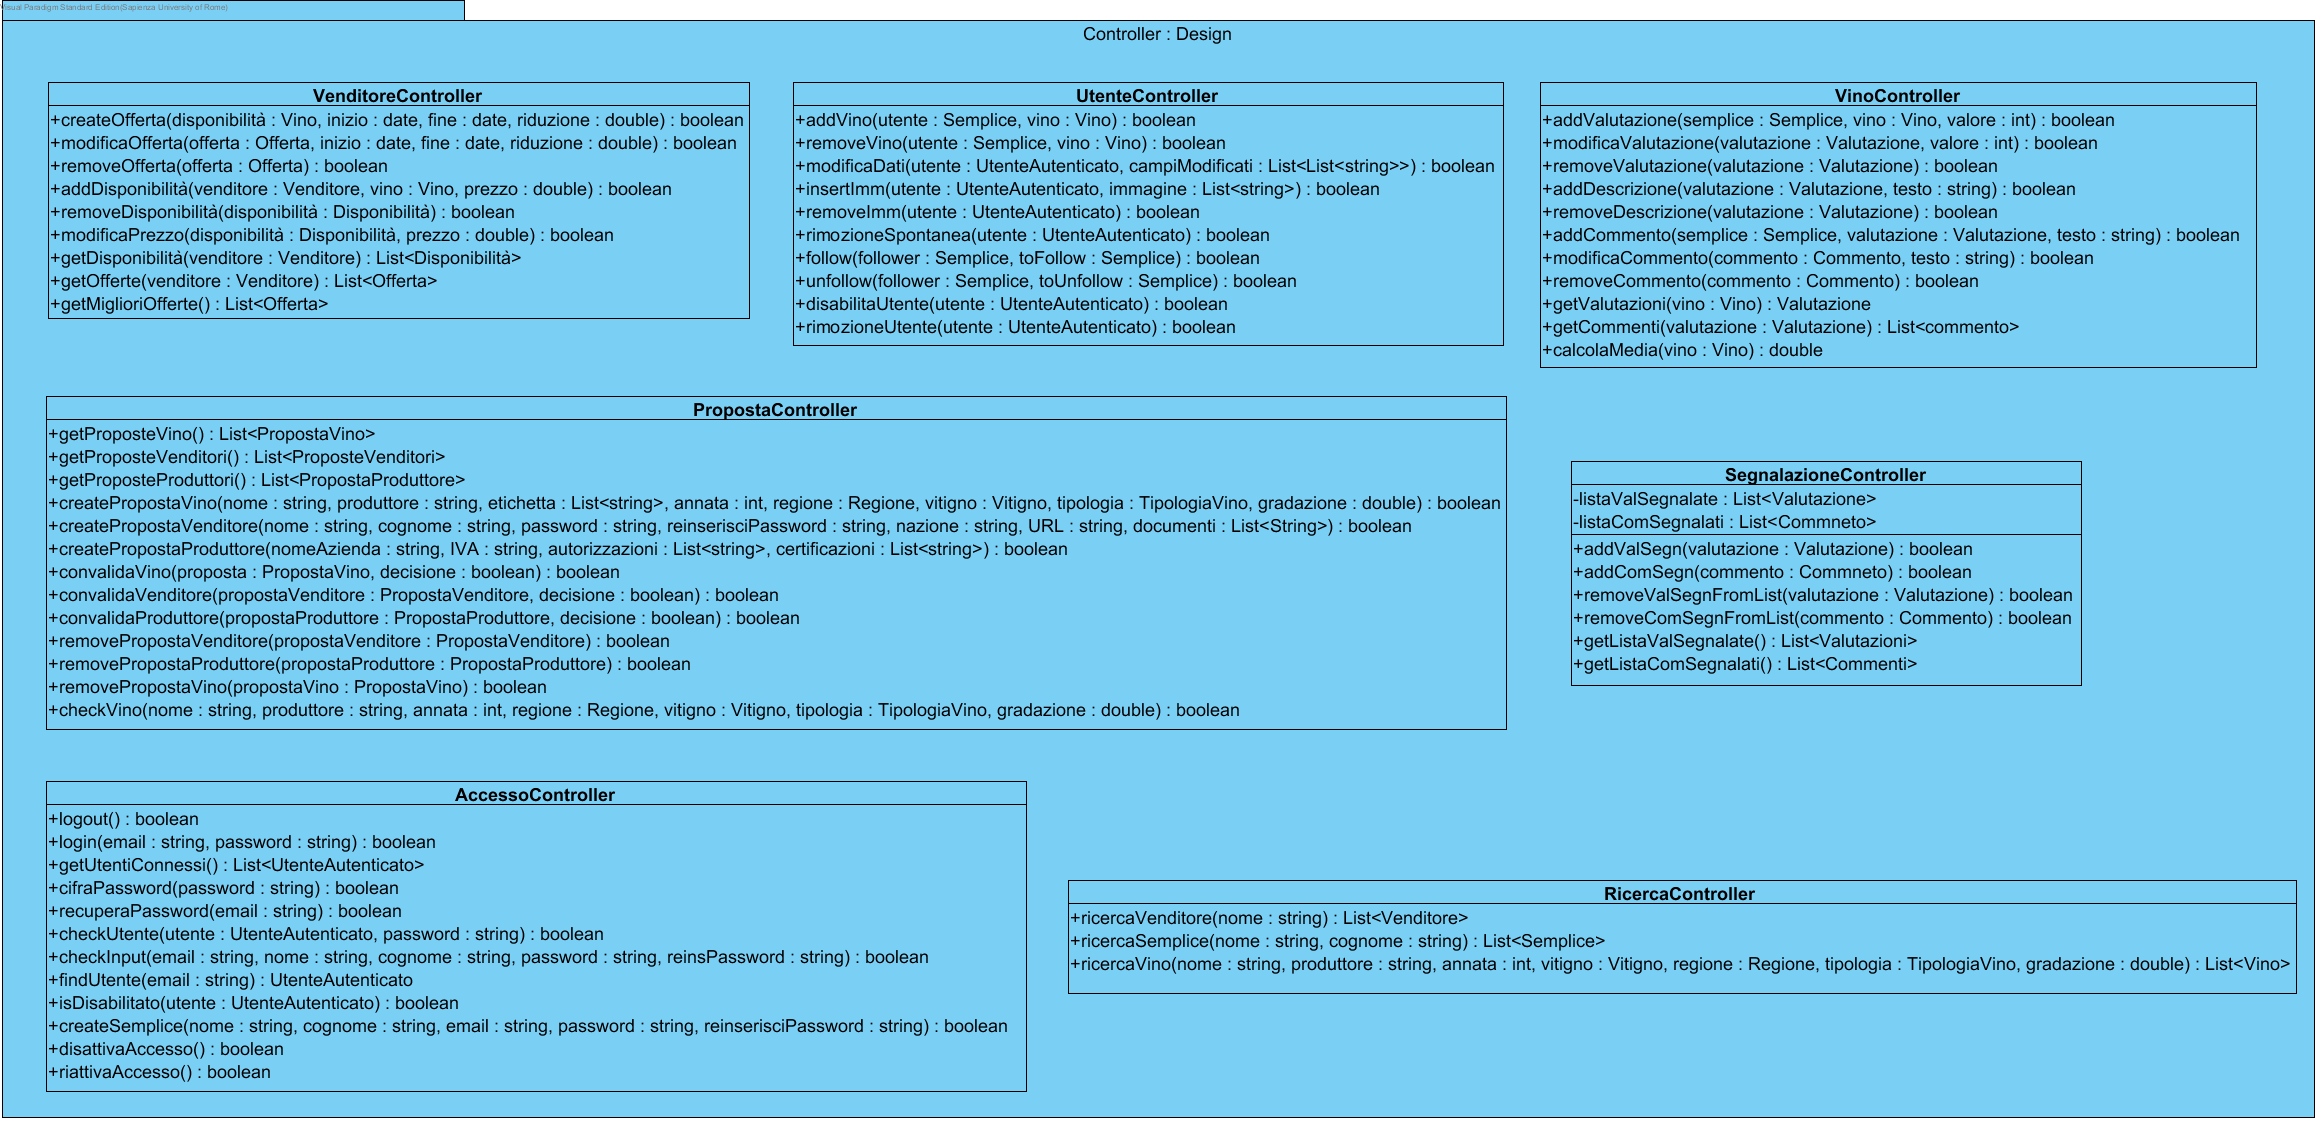 Visual Paradigm Standard Edition(Sapienza University of Rome)
Controller : Design
VenditoreController
+createOfferta(disponibilità : Vino, inizio : date, fine : date, riduzione : double) : boolean
+modificaOfferta(offerta : Offerta, inizio : date, fine : date, riduzione : double) : boolean
+removeOfferta(offerta : Offerta) : boolean
+addDisponibilità(venditore : Venditore, vino : Vino, prezzo : double) : boolean
+removeDisponibilità(disponibilità : Disponibilità) : boolean
+modificaPrezzo(disponibilità : Disponibilità, prezzo : double) : boolean
+getDisponibilità(venditore : Venditore) : List<Disponibilità>
+getOfferte(venditore : Venditore) : List<Offerta>
+getMiglioriOfferte() : List<Offerta>
UtenteController
+addVino(utente : Semplice, vino : Vino) : boolean
+removeVino(utente : Semplice, vino : Vino) : boolean
+modificaDati(utente : UtenteAutenticato, campiModificati : List<List<string>>) : boolean
+insertImm(utente : UtenteAutenticato, immagine : List<string>) : boolean
+removeImm(utente : UtenteAutenticato) : boolean
+rimozioneSpontanea(utente : UtenteAutenticato) : boolean
+follow(follower : Semplice, toFollow : Semplice) : boolean
+unfollow(follower : Semplice, toUnfollow : Semplice) : boolean
+disabilitaUtente(utente : UtenteAutenticato) : boolean
+rimozioneUtente(utente : UtenteAutenticato) : boolean
VinoController
+addValutazione(semplice : Semplice, vino : Vino, valore : int) : boolean
+modificaValutazione(valutazione : Valutazione, valore : int) : boolean
+removeValutazione(valutazione : Valutazione) : boolean
+addDescrizione(valutazione : Valutazione, testo : string) : boolean
+removeDescrizione(valutazione : Valutazione) : boolean
+addCommento(semplice : Semplice, valutazione : Valutazione, testo : string) : boolean
+modificaCommento(commento : Commento, testo : string) : boolean
+removeCommento(commento : Commento) : boolean
+getValutazioni(vino : Vino) : Valutazione
+getCommenti(valutazione : Valutazione) : List<commento>
+calcolaMedia(vino : Vino) : double
PropostaController
+getProposteVino() : List<PropostaVino>
+getProposteVenditori() : List<ProposteVenditori>
+getProposteProduttori() : List<PropostaProduttore>
+createPropostaVino(nome : string, produttore : string, etichetta : List<string>, annata : int, regione : Regione, vitigno : Vitigno, tipologia : TipologiaVino, gradazione : double) : boolean
+createPropostaVenditore(nome : string, cognome : string, password : string, reinserisciPassword : string, nazione : string, URL : string, documenti : List<String>) : boolean
+createPropostaProduttore(nomeAzienda : string, IVA : string, autorizzazioni : List<string>, certificazioni : List<string>) : boolean
+convalidaVino(proposta : PropostaVino, decisione : boolean) : boolean
+convalidaVenditore(propostaVenditore : PropostaVenditore, decisione : boolean) : boolean
+convalidaProduttore(propostaProduttore : PropostaProduttore, decisione : boolean) : boolean
+removePropostaVenditore(propostaVenditore : PropostaVenditore) : boolean
+removePropostaProduttore(propostaProduttore : PropostaProduttore) : boolean
+removePropostaVino(propostaVino : PropostaVino) : boolean
+checkVino(nome : string, produttore : string, annata : int, regione : Regione, vitigno : Vitigno, tipologia : TipologiaVino, gradazione : double) : boolean
SegnalazioneController
-listaValSegnalate : List<Valutazione>
-listaComSegnalati : List<Commneto>
+addValSegn(valutazione : Valutazione) : boolean
+addComSegn(commento : Commneto) : boolean
+removeValSegnFromList(valutazione : Valutazione) : boolean
+removeComSegnFromList(commento : Commento) : boolean
+getListaValSegnalate() : List<Valutazioni>
+getListaComSegnalati() : List<Commenti>
AccessoController
+logout() : boolean
+login(email : string, password : string) : boolean
+getUtentiConnessi() : List<UtenteAutenticato>
+cifraPassword(password : string) : boolean
+recuperaPassword(email : string) : boolean
+checkUtente(utente : UtenteAutenticato, password : string) : boolean
+checkInput(email : string, nome : string, cognome : string, password : string, reinsPassword : string) : boolean
+findUtente(email : string) : UtenteAutenticato
+isDisabilitato(utente : UtenteAutenticato) : boolean
+createSemplice(nome : string, cognome : string, email : string, password : string, reinserisciPassword : string) : boolean
+disattivaAccesso() : boolean
+riattivaAccesso() : boolean
RicercaController
+ricercaVenditore(nome : string) : List<Venditore>
+ricercaSemplice(nome : string, cognome : string) : List<Semplice>
+ricercaVino(nome : string, produttore : string, annata : int, vitigno : Vitigno, regione : Regione, tipologia : TipologiaVino, gradazione : double) : List<Vino>